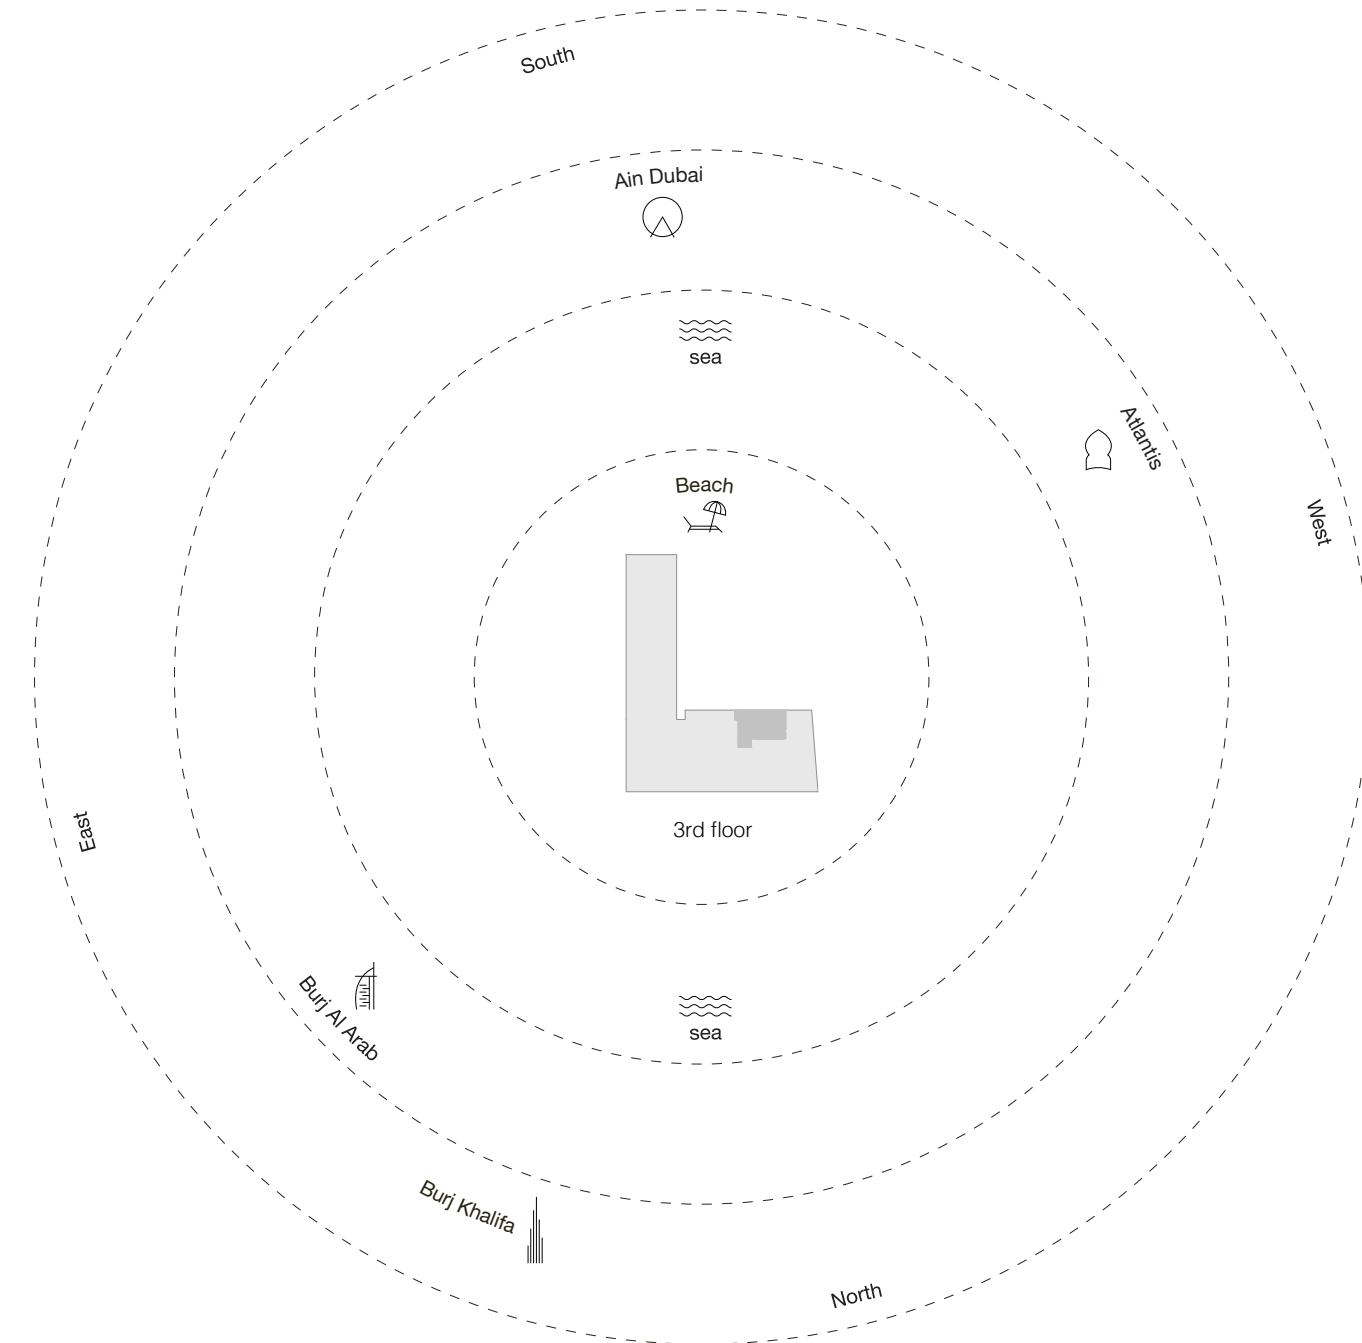 South
Ain Dubai
sea
Atlantis
Beach
West
3rd floor
East
Burj Al Arab
sea
Burj Khalifa
North